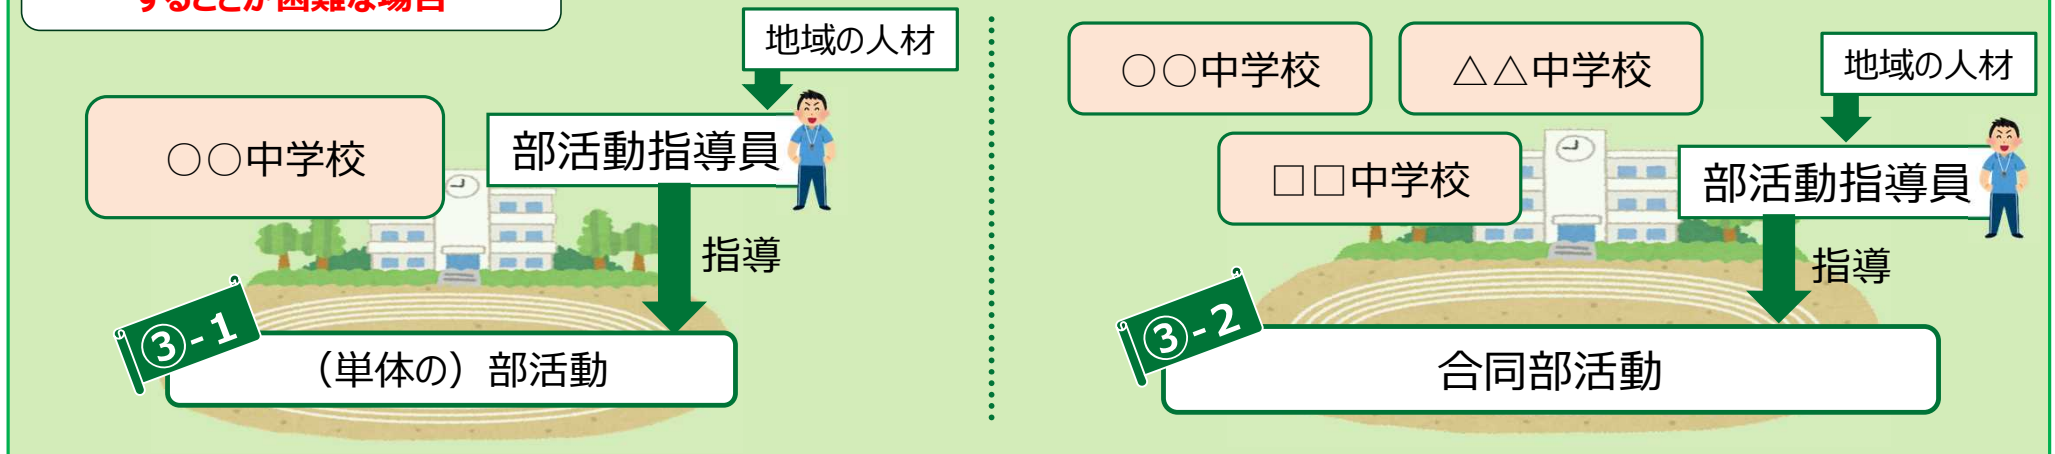 することが困難な場合
地域の人材
○○中学校
部活動指導員
指導
③-1
（単体の）部活動
○○中学校
△△中学校
地域の人材
□□中学校
部活動指導員
指導
③-2
合同部活動